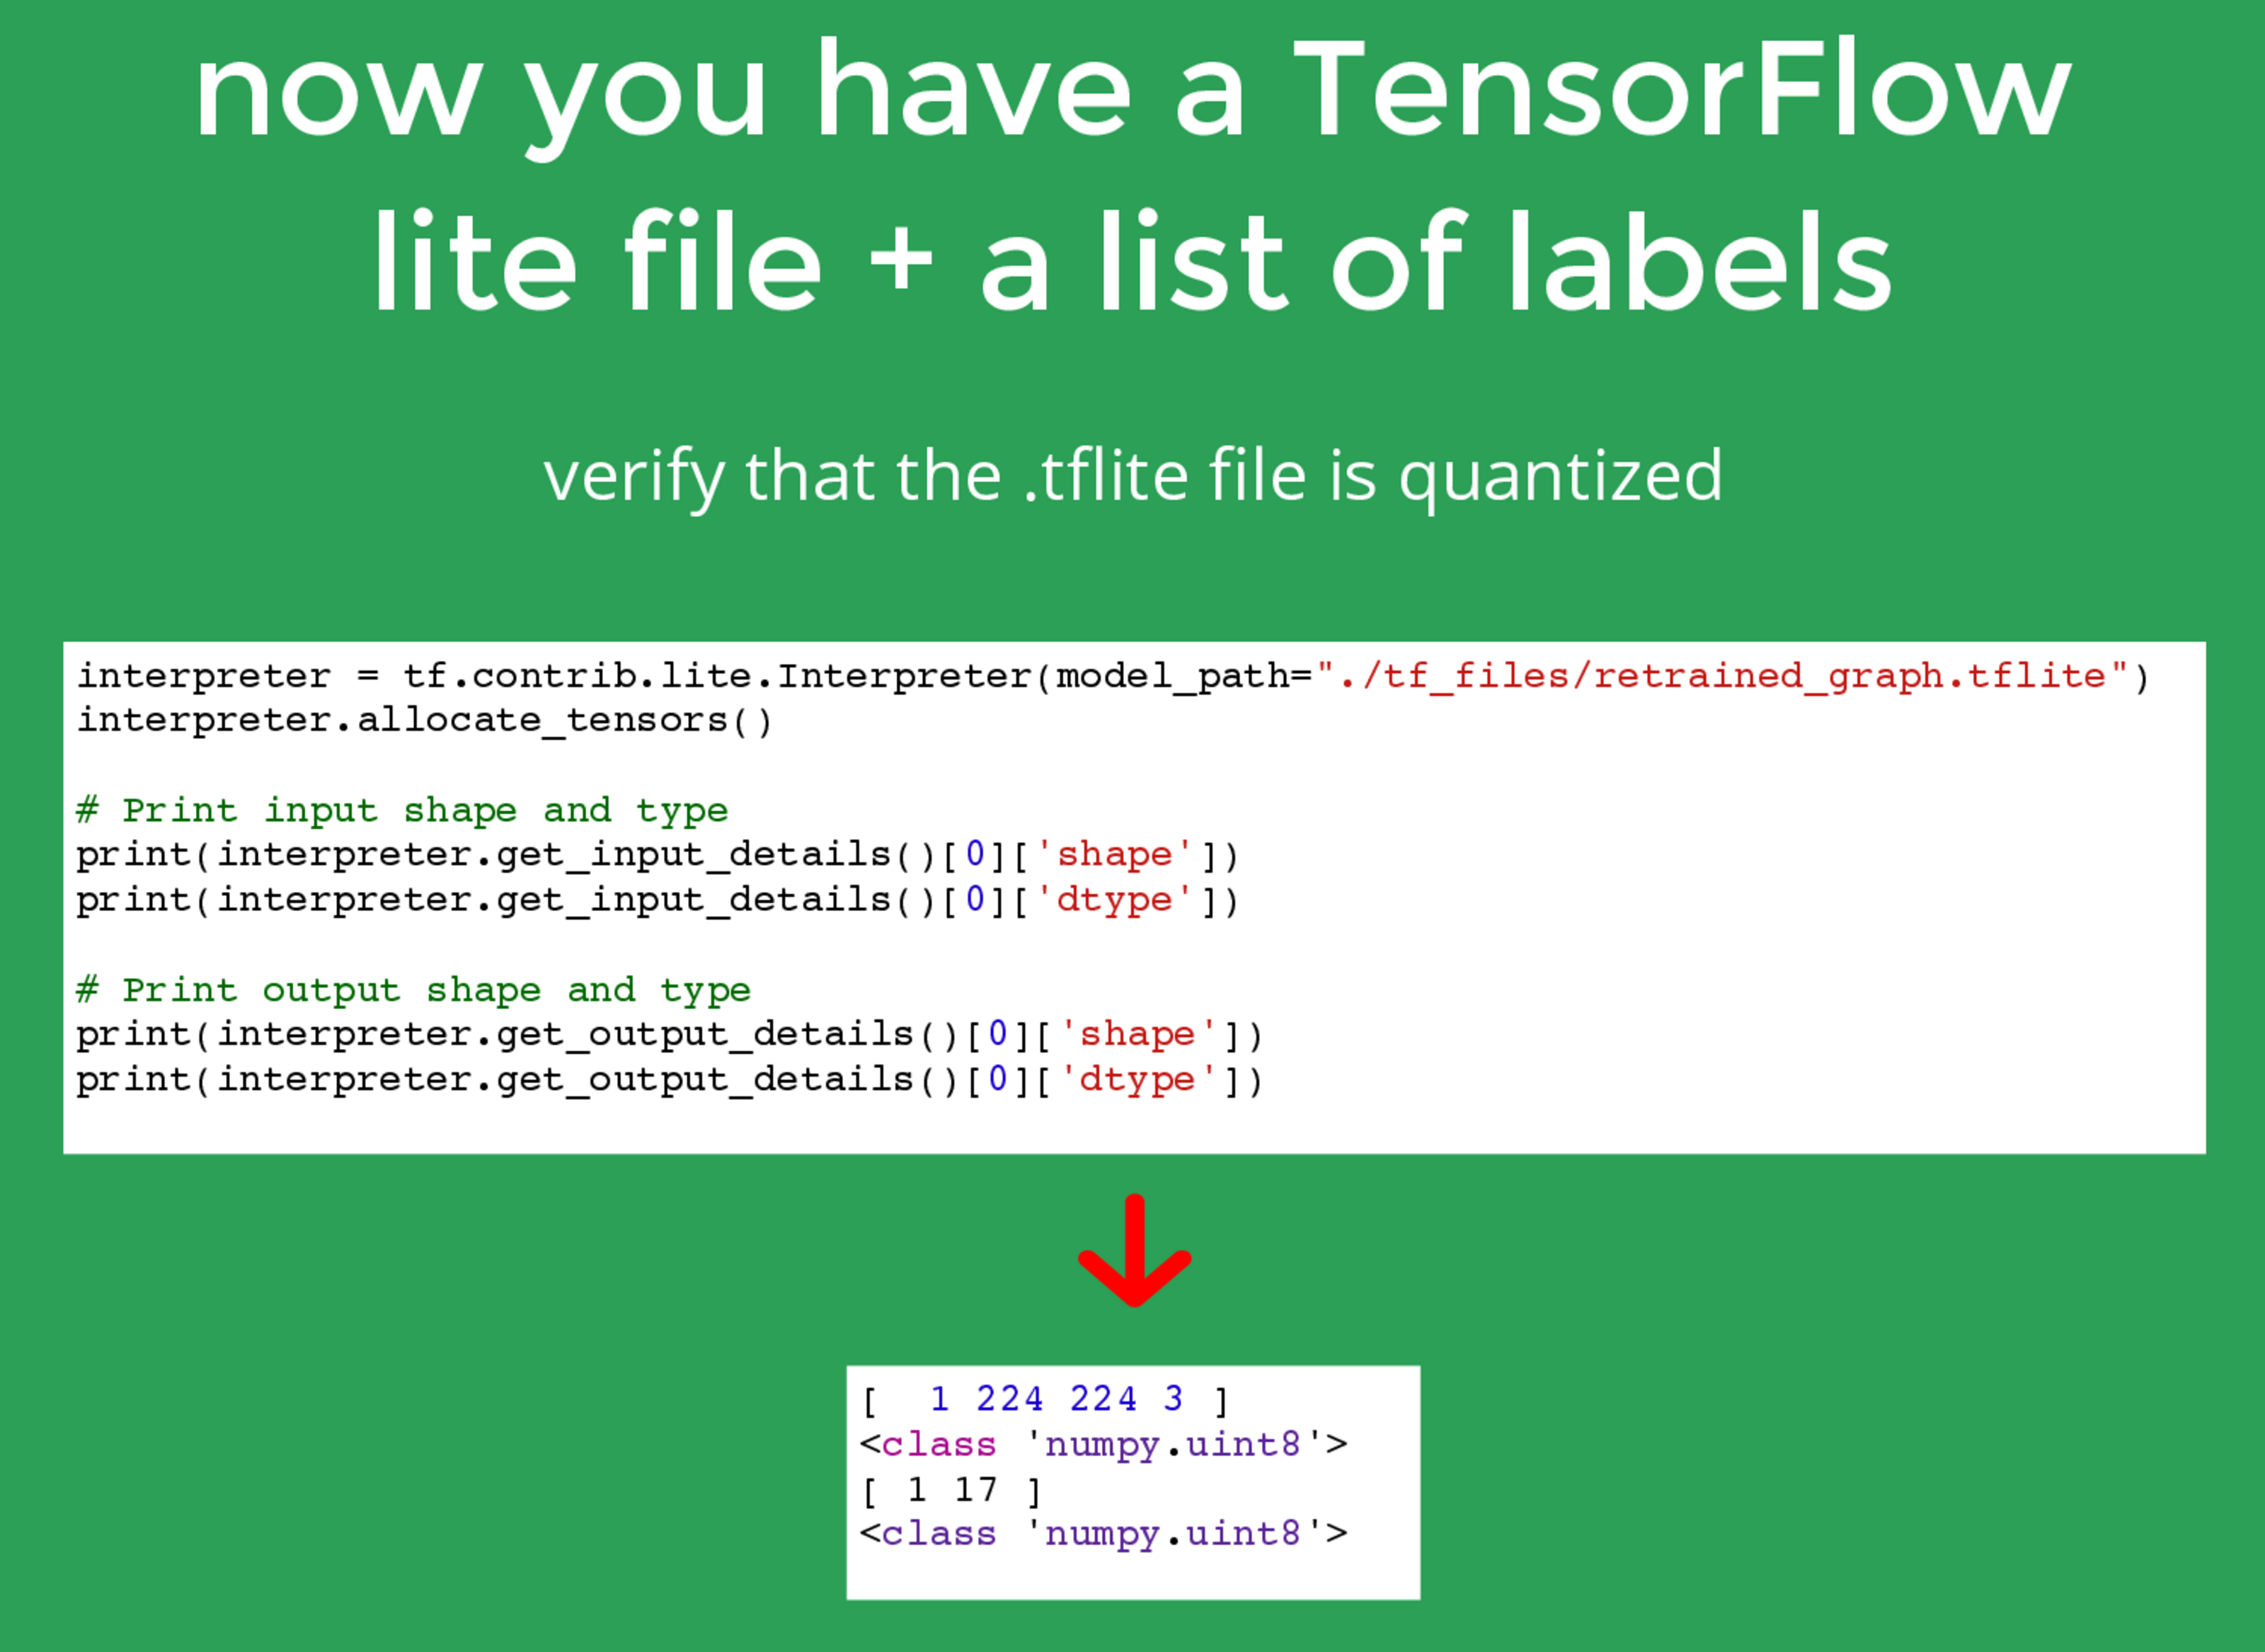 now you have a TensorFlow
lite file + a list of labels
verify that the .tflite file is quantized
interpreter = tf.contrib.lite.Interpreter(model_path="./tf_files/retrained_graph.tflite")
interpreter.allocate_tensors()
# Print input shape and type
print(interpreter.get_input_details()[0]['shape'])
print(interpreter.get_input_details()[0]['dtype'])
# Print output shape and type
print(interpreter.get_output_details()[0]['shape'])
print(interpreter.get_output_details()[0]['dtype'])
[  1 224 224 3 ]
<class 'numpy.uint8'>
[ 1 17 ]
<class 'numpy.uint8'>